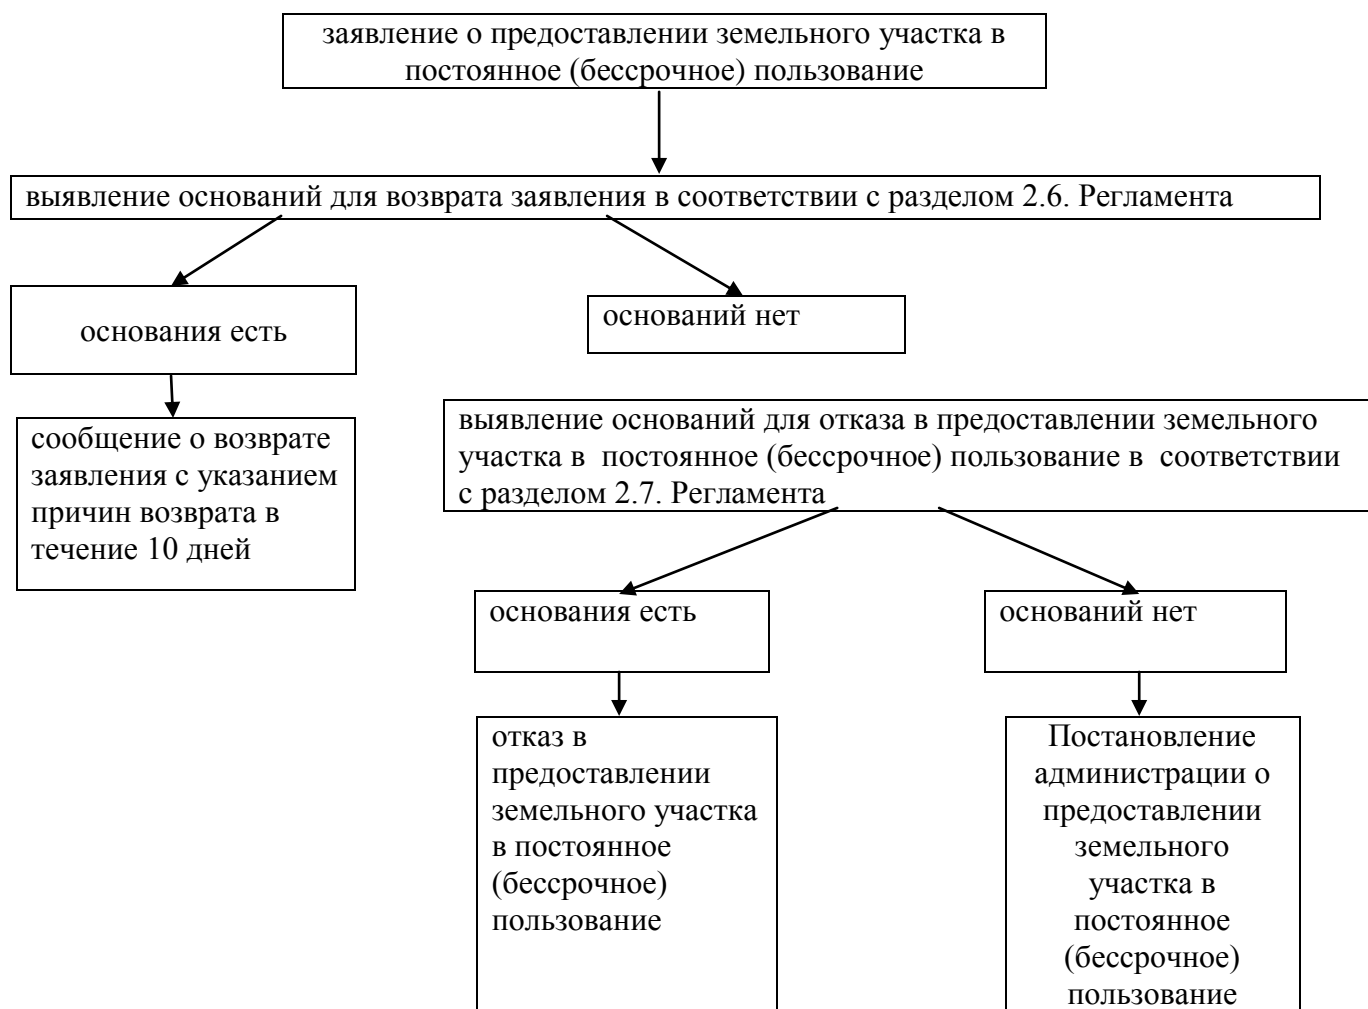 заявление о предоставлении земельного участка в
постоянное (бессрочное) пользование
выявление оснований для возврата заявления в соответствии с разделом 2.6. Регламента
основания есть
оснований нет
сообщение о возврате
заявления с указанием
причин возврата в
течение 10 дней
выявление оснований для отказа в предоставлении земельного
участка в постоянное (бессрочное) пользование в соответствии
с разделом 2.7. Регламента
основания есть
оснований нет
отказ в
предоставлении
земельного участка
в постоянное
(бессрочное)
пользование
Постановление
администрации о
предоставлении
земельного
участка в
постоянное
(бессрочное)
пользование